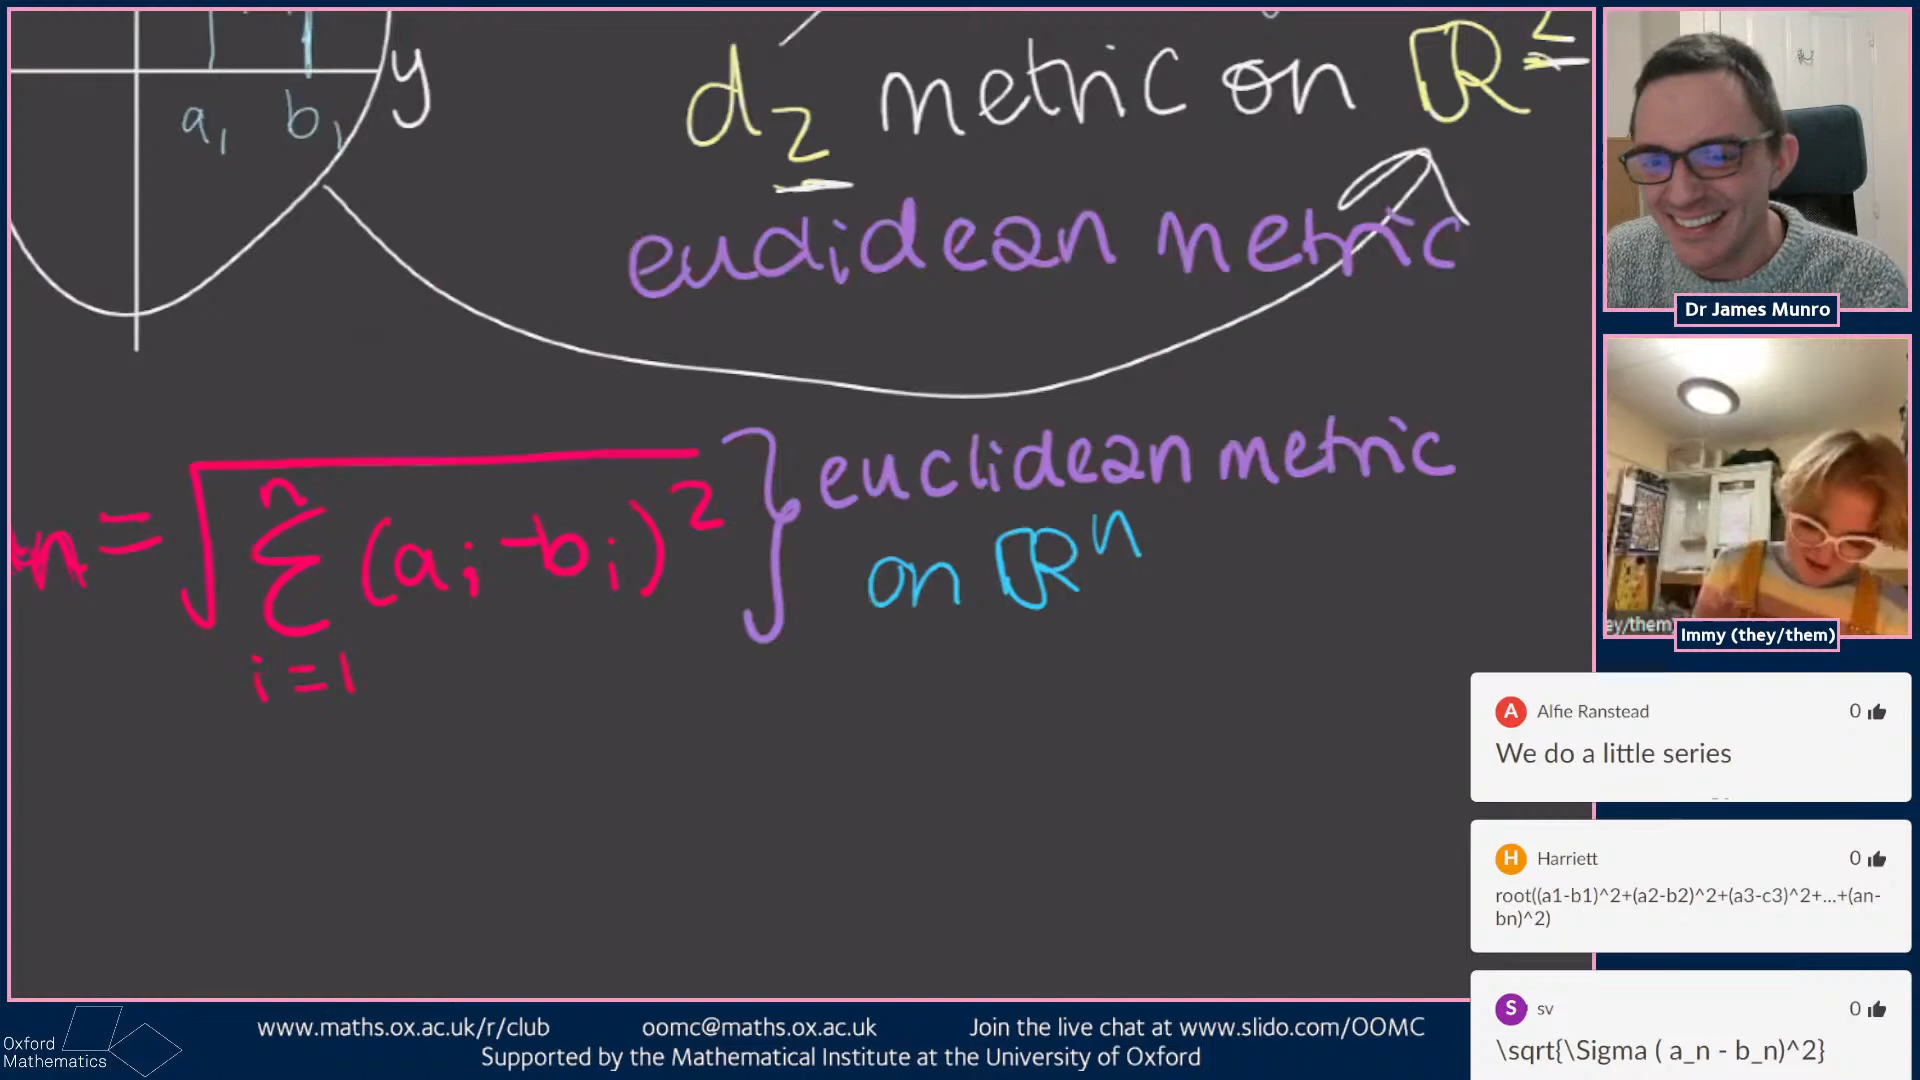 y
a₁ b₁
d₂ metric on ℝ²
euclidean metric
n = √ n Σ i=1 (aᵢ - bᵢ)² } euclidean metric
on ℝⁿ
Dr James Munro
ey/them)
Immy (they/them)
A Alfie Ranstead 0
We do a little series
H Harriett 0
root((a1-b1)^2+(a2-b2)^2+(a3-c3)^2+...+(an-
bn)^2)
S sv 0
\sqrt{\Sigma ( a_n - b_n)^2}
Oxford
Mathematics
www.maths.ox.ac.uk/r/club oomc@maths.ox.ac.uk Join the live chat at www.slido.com/OOMC
Supported by the Mathematical Institute at the University of Oxford